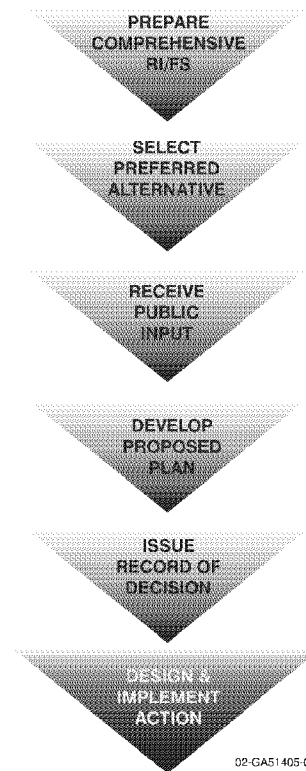 PREPARE
COMPREHENSIVE
RI/FS
SELECT
PREFERRED
ALTERNATIVE
RECEIVE
PUBLIC
INPUT
DEVELOP
PROPOSED
PLAN
ISSUE
RECORD OF
DECISION
DESIGN &
IMPLEMENT
ACTION